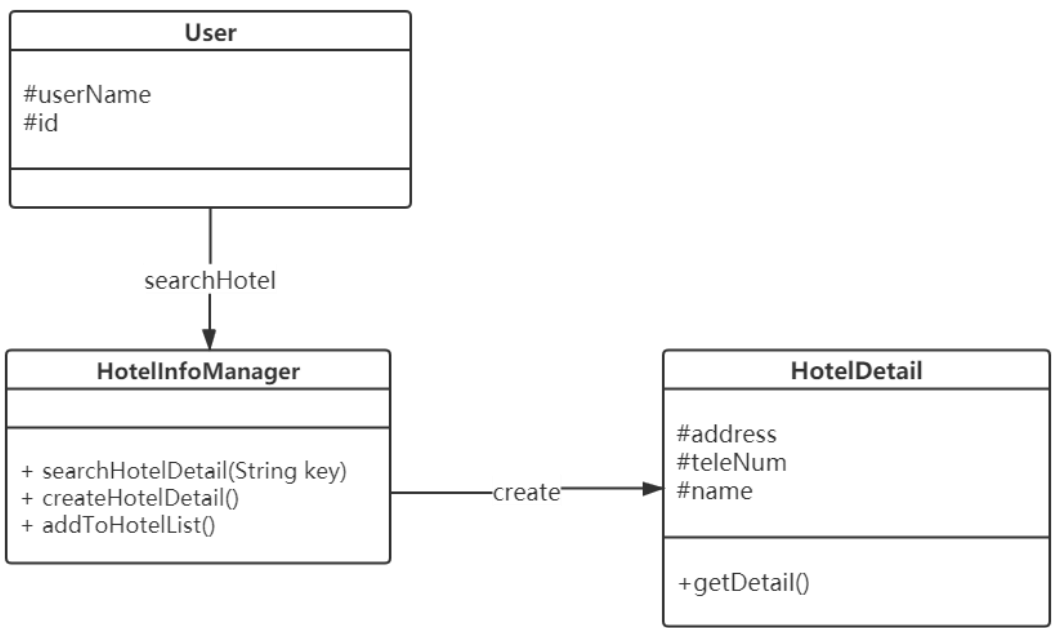 User
#userName
#id
searchHotel
HotelInfoManager
+ searchHotelDetail(String key)
+ createHotelDetail()
+ addToHotelList()
create
HotelDetail
#address
#teleNum
#name
+getDetail()